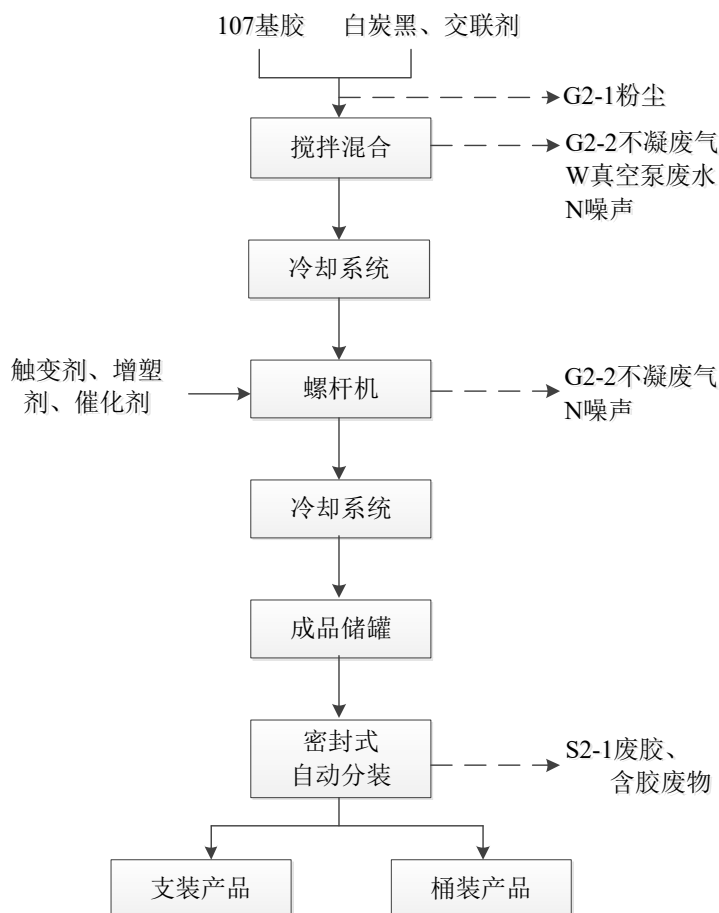 107基胶 白炭黑、交联剂
G2-1粉尘
搅拌混合
G2-2不凝废气
W真空泵废水
N噪声
冷却系统
触变剂、增塑
剂、催化剂
螺杆机
G2-2不凝废气
N噪声
冷却系统
成品储罐
密封式
自动分装
S2-1废胶、
含胶废物
支装产品
桶装产品